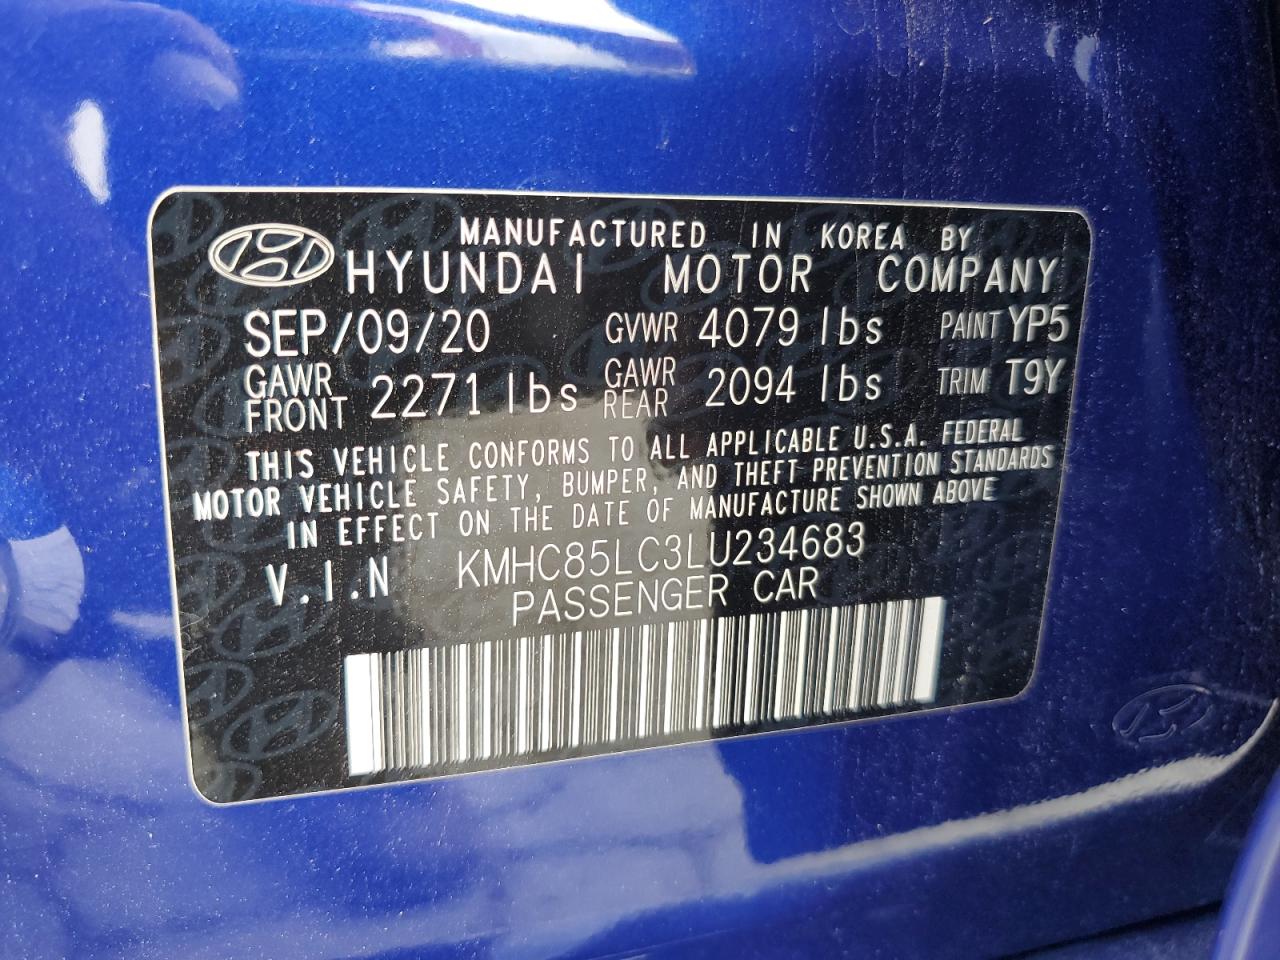 MANUFACTURED IN KOREA BY
HYUNDAI MOTOR COMPANY
SEP/09/20 GVWR 4079 lbs PAINT YP5
GAWR FRONT 2271 lbs GAWR REAR 2094 lbs TRIM T9Y
THIS VEHICLE CONFORMS TO ALL APPLICABLE U.S.A. FEDERAL
MOTOR VEHICLE SAFETY, BUMPER, AND THEFT PREVENTION STANDARDS
IN EFFECT ON THE DATE OF MANUFACTURE SHOWN ABOVE
V.I.N KMHC85LC3LU234683
PASSENGER CAR